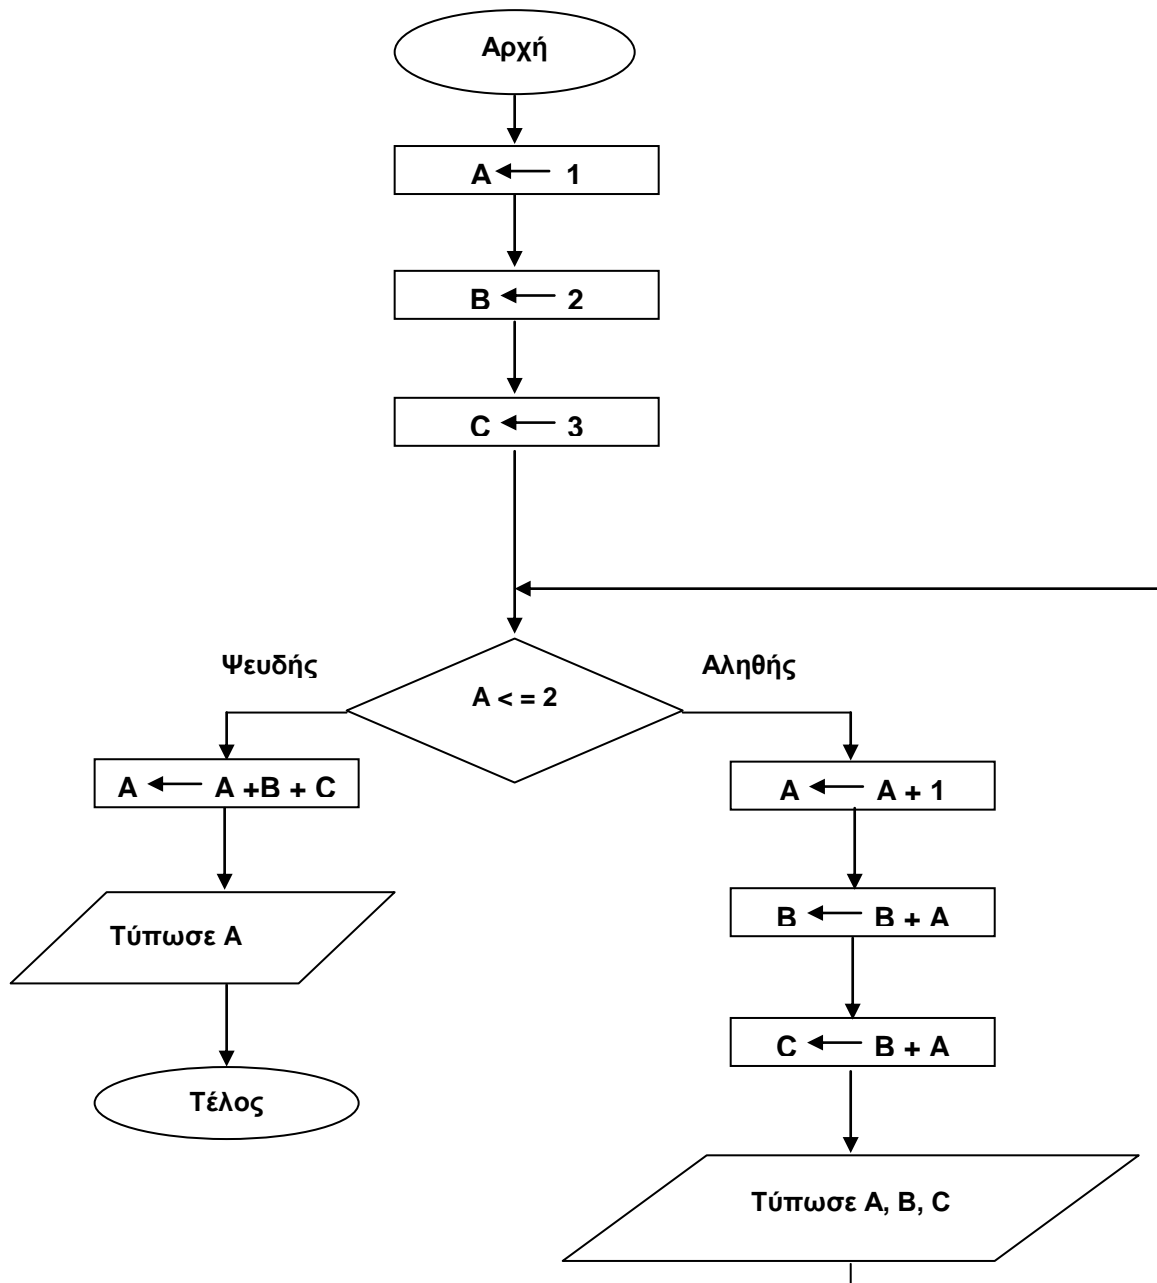 Αρχή
A 1
B 2
C 3
Ψευδής
Αληθής
A < = 2
A A +B + C
A A + 1
Τύπωσε A
B B + A
C B + A
Τέλος
Τύπωσε A, B, C